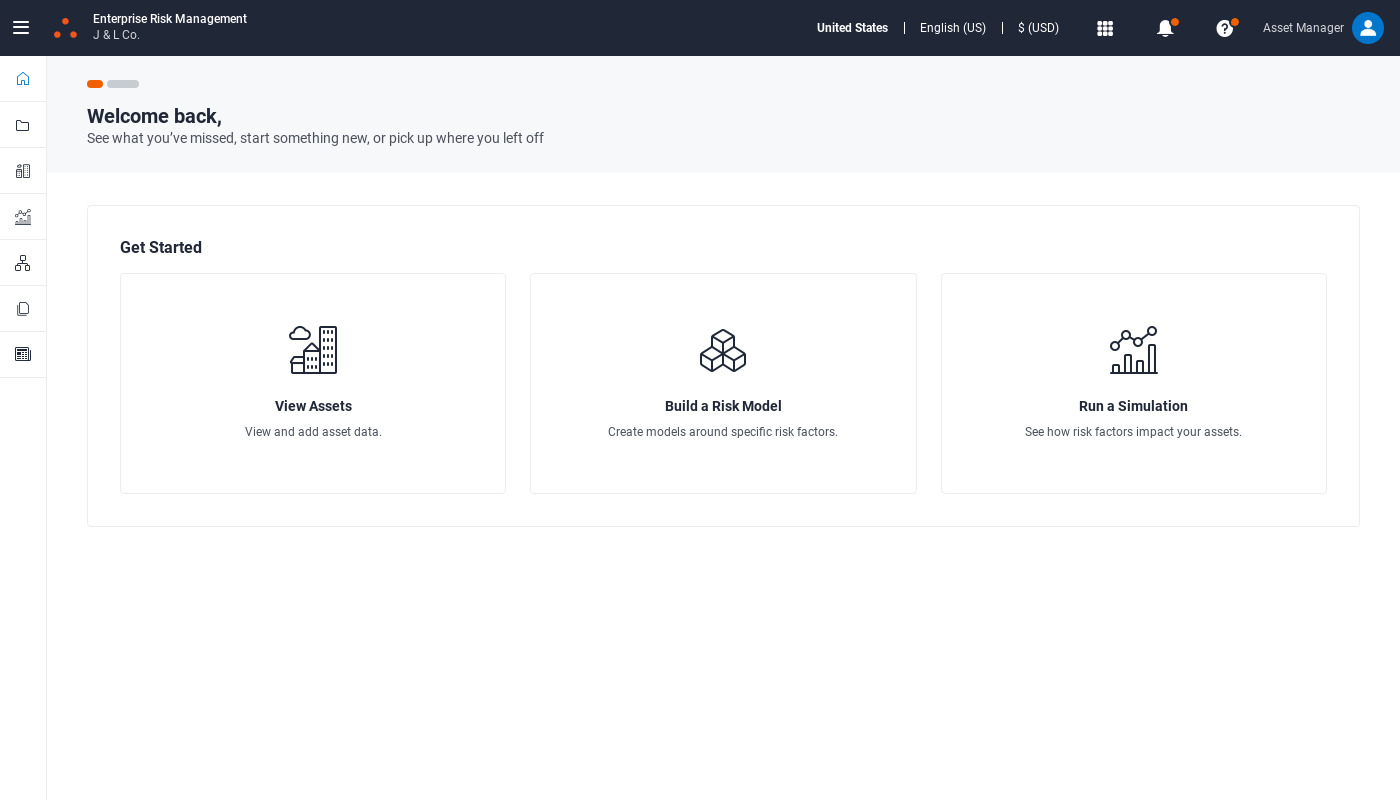 Enterprise Risk Management
J & L Co.
United States
English (US)
$ (USD)
Asset Manager
Welcome back,
See what you’ve missed, start something new, or pick up where you left off
Get Started
View Assets
View and add asset data.
Build a Risk Model
Create models around specific risk factors.
Run a Simulation
See how risk factors impact your assets.